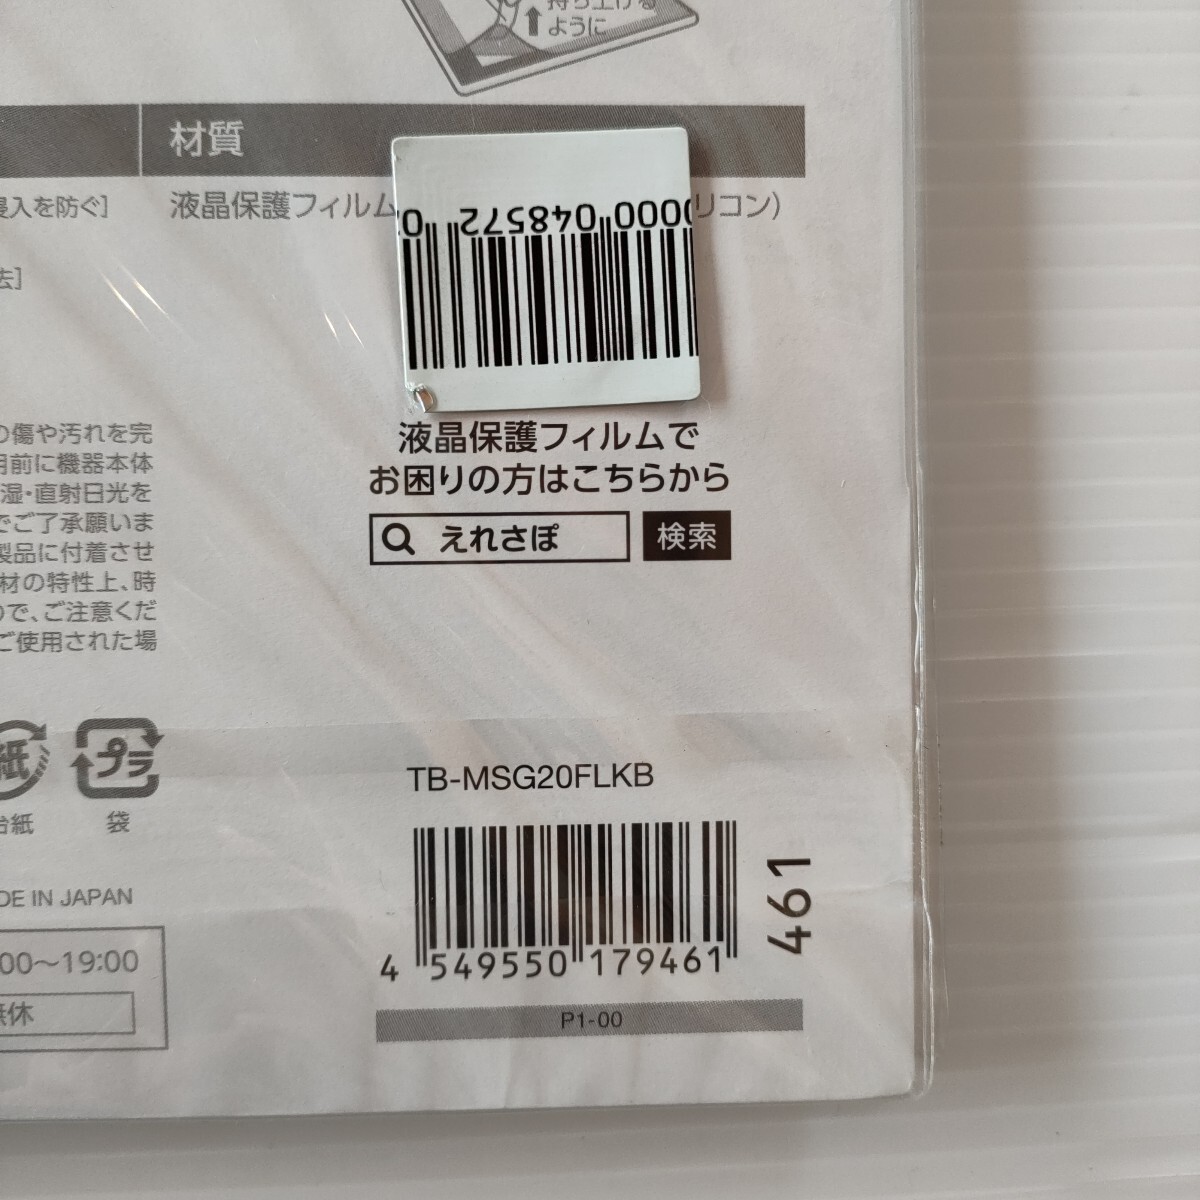 持ち上げる
ように
材質
侵入を防ぐ]
液晶保護フィルム
リコン)
去]
000 048572 0
の傷や汚れを完
用前に機器本体
湿・直射日光を
でご了承願いま
製品に付着させ
材の特性上、時
ので、ご注意くだ
ご使用された場
液晶保護フィルムで
お困りの方はこちらから
えれさぽ
検索
紙
プラ
台紙
袋
DE IN JAPAN
:00〜19:00
無休
TB-MSG20FLKB
4 549550 179461
461
P1-00